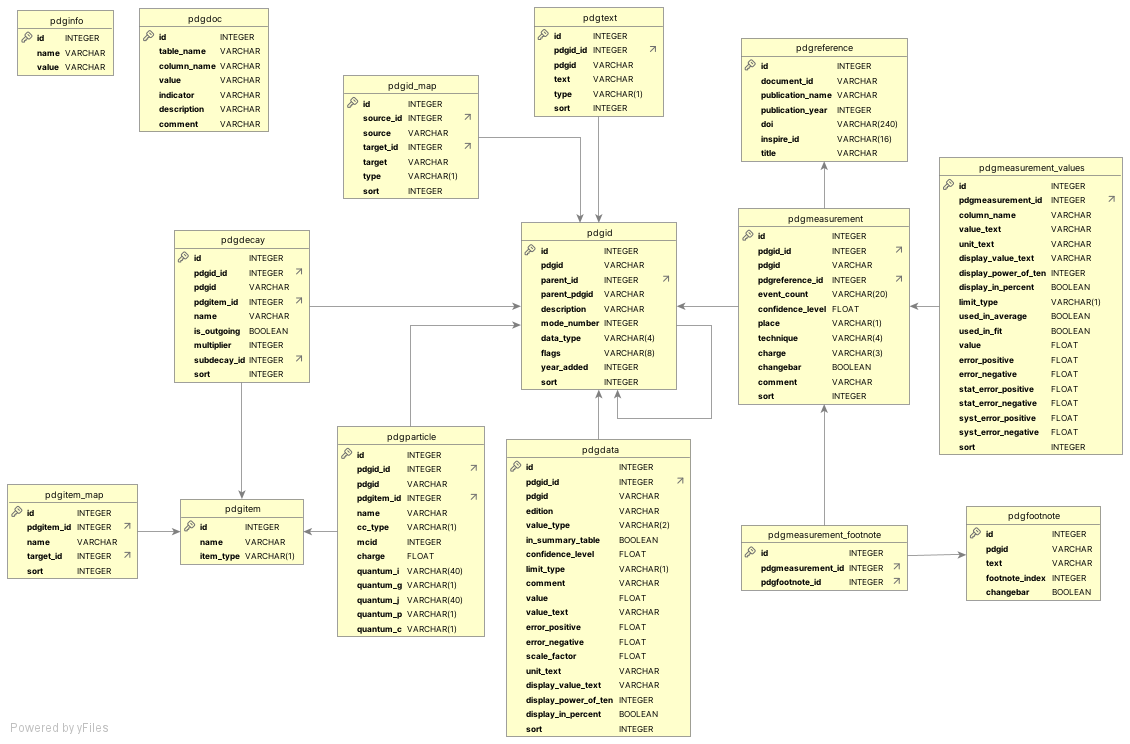 pdginfo
id INTEGER
name VARCHAR
value VARCHAR
pdgdoc
id INTEGER
table_name VARCHAR
column_name VARCHAR
value VARCHAR
indicator VARCHAR
description VARCHAR
comment VARCHAR
pdgtext
id INTEGER
pdgid_id INTEGER
pdgid VARCHAR
text VARCHAR
type VARCHAR(1)
sort INTEGER
pdgreference
id INTEGER
document_id VARCHAR
publication_name VARCHAR
publication_year INTEGER
doi VARCHAR(240)
inspire_id VARCHAR(16)
title VARCHAR
pdgid_map
id INTEGER
source_id INTEGER
source VARCHAR
target_id INTEGER
target VARCHAR
type VARCHAR(1)
sort INTEGER
pdgmeasurement_values
id INTEGER
pdgmeasurement_id INTEGER
column_name VARCHAR
value_text VARCHAR
unit_text VARCHAR
display_value_text VARCHAR
display_power_of_ten INTEGER
display_in_percent BOOLEAN
limit_type VARCHAR(1)
used_in_average BOOLEAN
used_in_fit BOOLEAN
value FLOAT
error_positive FLOAT
error_negative FLOAT
stat_error_positive FLOAT
stat_error_negative FLOAT
syst_error_positive FLOAT
syst_error_negative FLOAT
sort INTEGER
pdgdecay
id INTEGER
pdgid_id INTEGER
pdgid VARCHAR
pdgitem_id INTEGER
name VARCHAR
is_outgoing BOOLEAN
multiplier INTEGER
subdecay_id INTEGER
sort INTEGER
pdgid
id INTEGER
pdgid VARCHAR
parent_id INTEGER
parent_pdgid VARCHAR
description VARCHAR
mode_number INTEGER
data_type VARCHAR(4)
flags VARCHAR(8)
year_added INTEGER
sort INTEGER
pdgmeasurement
id INTEGER
pdgid_id INTEGER
pdgid VARCHAR
pdgreference_id INTEGER
event_count VARCHAR(20)
confidence_level FLOAT
place VARCHAR(1)
technique VARCHAR(4)
charge VARCHAR(3)
changebar BOOLEAN
comment VARCHAR
sort INTEGER
pdgitem_map
id INTEGER
pdgitem_id INTEGER
name VARCHAR
target_id INTEGER
sort INTEGER
pdgitem
id INTEGER
name VARCHAR
item_type VARCHAR(1)
pdgparticle
id INTEGER
pdgid_id INTEGER
pdgid VARCHAR
pdgitem_id INTEGER
name VARCHAR
cc_type VARCHAR(1)
mcid INTEGER
charge FLOAT
quantum_i VARCHAR(40)
quantum_g VARCHAR(1)
quantum_j VARCHAR(40)
quantum_p VARCHAR(1)
quantum_c VARCHAR(1)
pdgdata
id INTEGER
pdgid_id INTEGER
pdgid VARCHAR
edition VARCHAR
value_type VARCHAR(2)
in_summary_table BOOLEAN
confidence_level FLOAT
limit_type VARCHAR(1)
comment VARCHAR
value FLOAT
value_text VARCHAR
error_positive FLOAT
error_negative FLOAT
scale_factor FLOAT
unit_text VARCHAR
display_value_text VARCHAR
display_power_of_ten INTEGER
display_in_percent BOOLEAN
sort INTEGER
pdgmeasurement_footnote
id INTEGER
pdgmeasurement_id INTEGER
pdgfootnote_id INTEGER
pdgfootnote
id INTEGER
pdgid VARCHAR
text VARCHAR
footnote_index INTEGER
changebar BOOLEAN
Powered by yFiles